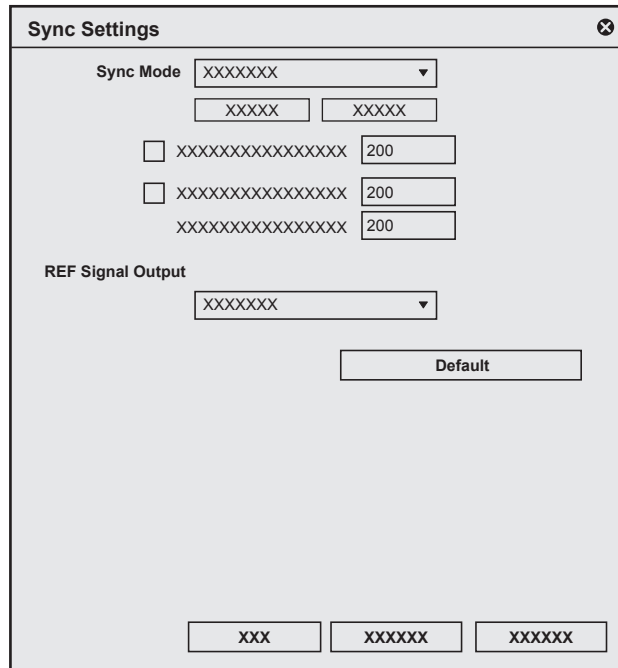 Sync Settings
Sync Mode XXXXXXX
XXXXX XXXXX
XXXXXXXXXXXXXXXX 200
XXXXXXXXXXXXXXXX 200
XXXXXXXXXXXXXXXX 200
REF Signal Output
XXXXXXX
Default
XXX XXXXXX XXXXXX